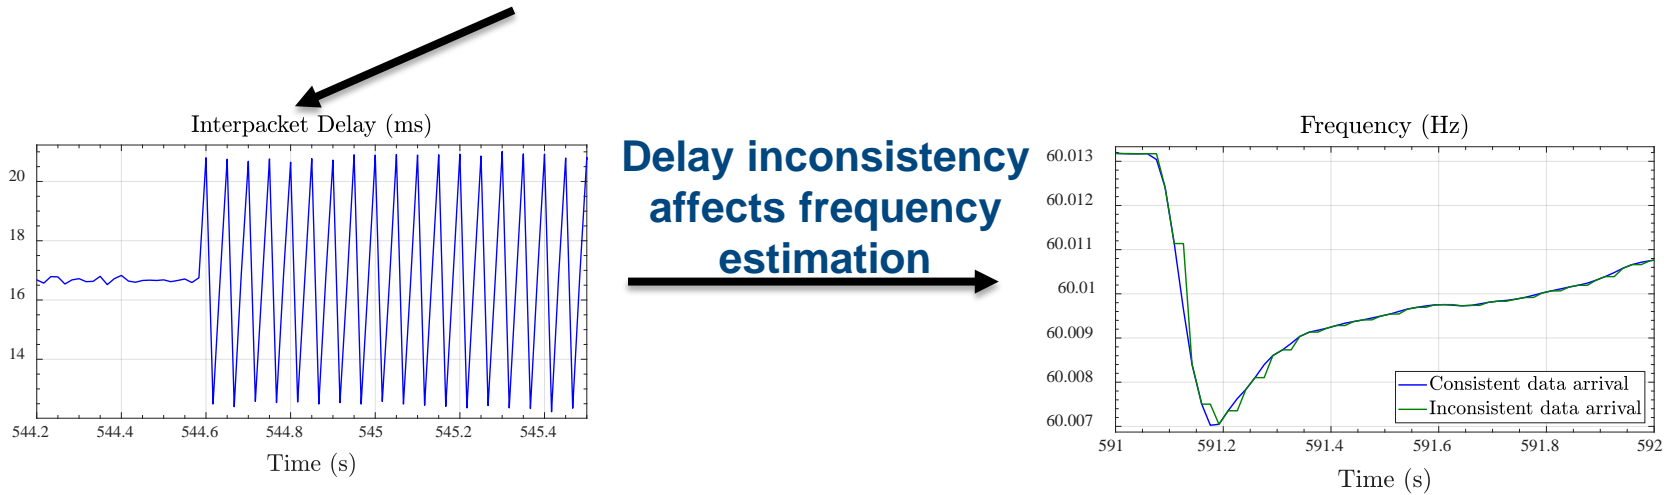 Interpacket Delay (ms)
20
18
16
14
544.2 544.4 544.6 544.8 545 545.2 545.4
Time (s)
Delay inconsistency
affects frequency
estimation
Frequency (Hz)
60.013
60.012
60.011
60.01
60.009
60.008
60.007
Consistent data arrival
Inconsistent data arrival
591 591.2 591.4 591.6 591.8 592
Time (s)